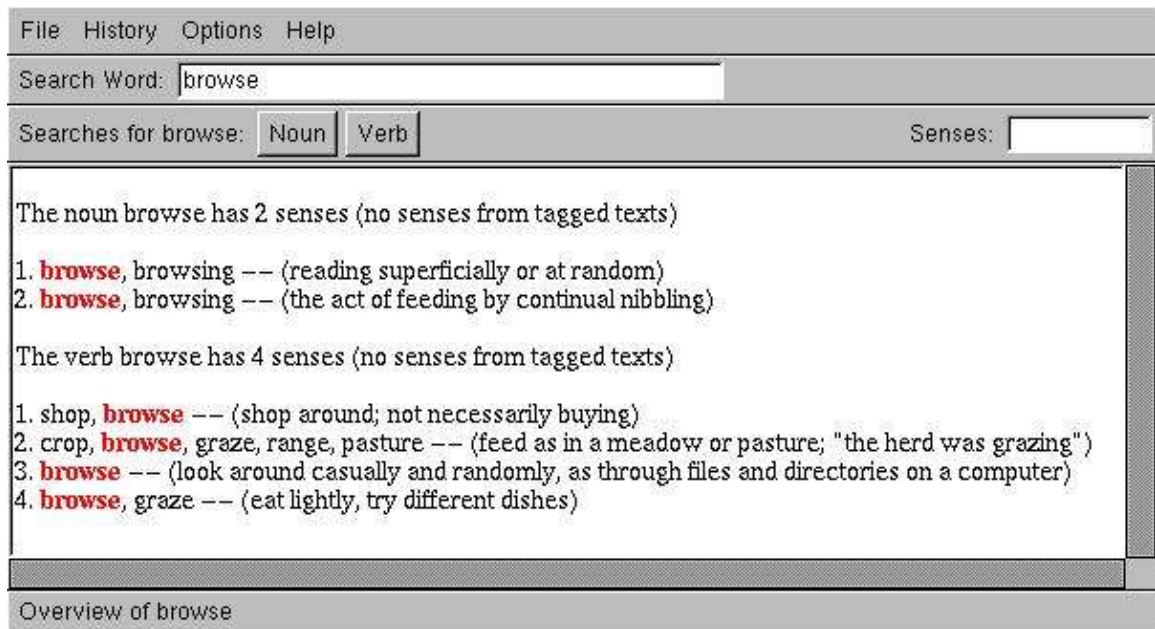 File History Options Help
Search Word: browse
Searches for browse: Noun Verb Senses:
The noun browse has 2 senses (no senses from tagged texts)
1. browse, browsing −− (reading superficially or at random)
2. browse, browsing −− (the act of feeding by continual nibbling)
The verb browse has 4 senses (no senses from tagged texts)
1. shop, browse −− (shop around; not necessarily buying)
2. crop, browse, graze, range, pasture −− (feed as in a meadow or pasture; "the herd was grazing")
3. browse −− (look around casually and randomly, as through files and directories on a computer)
4. browse, graze −− (eat lightly, try different dishes)
Overview of browse